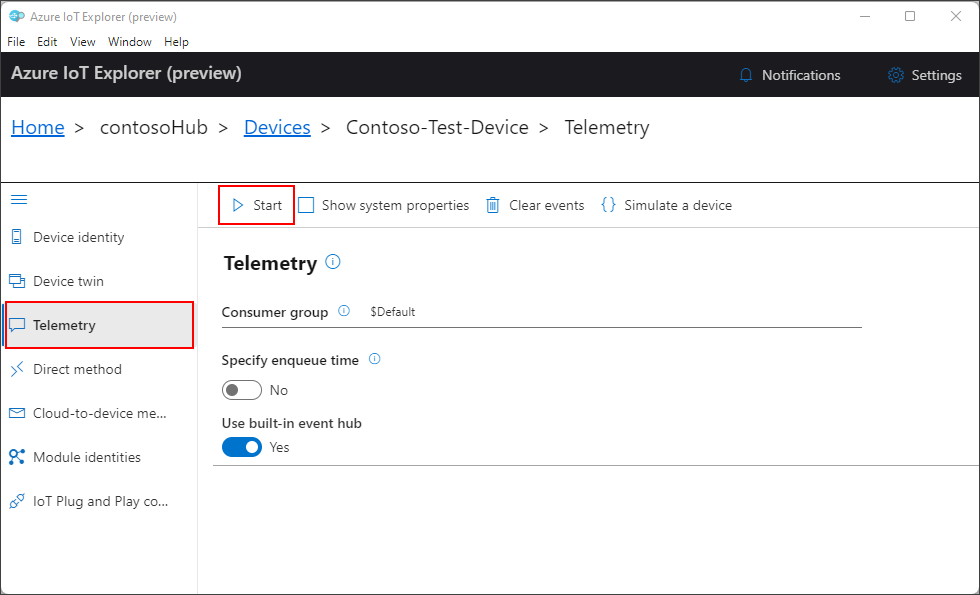 Azure IoT Explorer (preview)
File Edit View Window Help
Azure IoT Explorer (preview) Notifications Settings
Home > contosoHub > Devices > Contoso-Test-Device > Telemetry
Start Show system properties Clear events {} Simulate a device
Device identity
Device twin
Telemetry
Direct method
Cloud-to-device me...
Module identities
IoT Plug and Play co...
Telemetry
Consumer group $Default
Specify enqueue time
No
Use built-in event hub
Yes